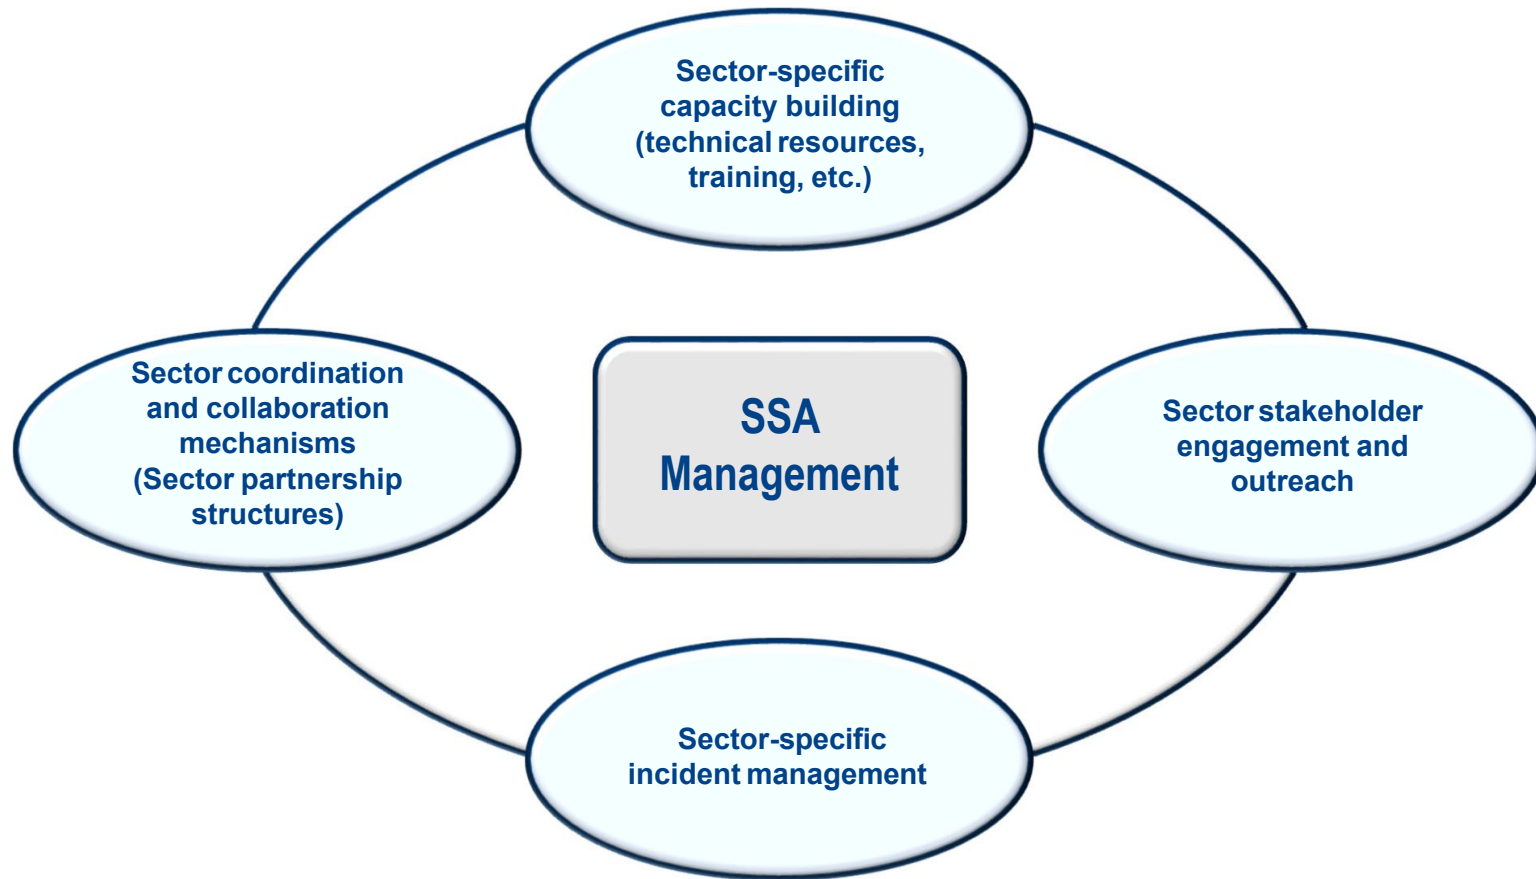 Sector-specific
capacity building
(technical resources,
training, etc.)
Sector coordination
and collaboration
mechanisms
(Sector partnership
structures)
SSA
Management
Sector stakeholder
engagement and
outreach
Sector-specific
incident management